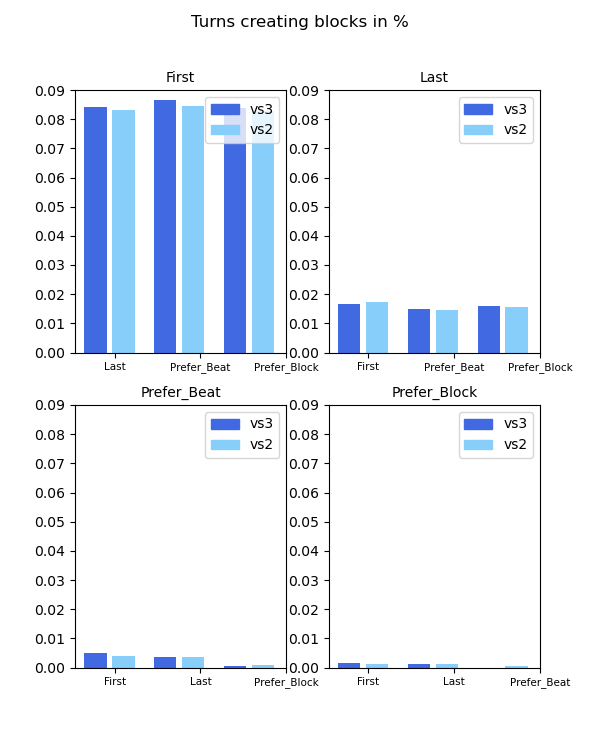 Turns creating blocks in %
First
0.09
0.08
0.07
0.06
0.05
0.04
0.03
0.02
0.01
0.00
vs3
vs2
Last
Prefer_Beat
Prefer_Block
Last
0.09
0.08
0.07
0.06
0.05
0.04
0.03
0.02
0.01
0.00
vs3
vs2
First
Prefer_Beat
Prefer_Block
Prefer_Beat
0.09
0.08
0.07
0.06
0.05
0.04
0.03
0.02
0.01
0.00
vs3
vs2
First
Last
Prefer_Block
Prefer_Block
0.09
0.08
0.07
0.06
0.05
0.04
0.03
0.02
0.01
0.00
vs3
vs2
First
Last
Prefer_Beat